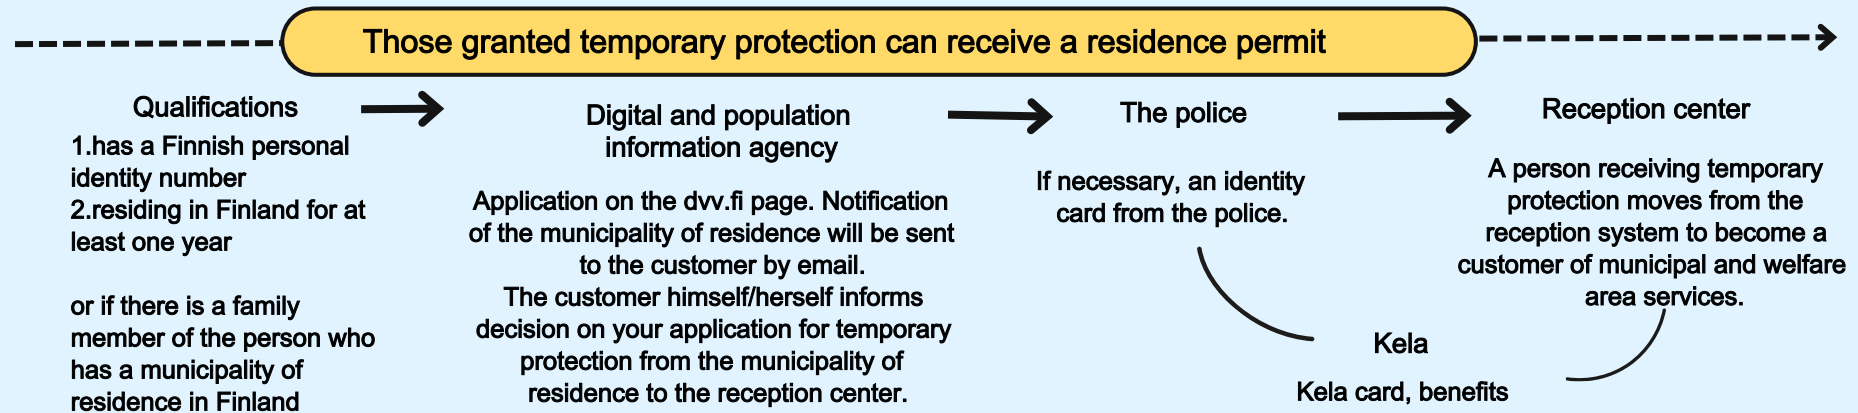 Those granted temporary protection can receive a residence permit
Qualifications
1.has a Finnish personal
identity number
2.residing in Finland for at
least one year
or if there is a family
member of the person who
has a municipality of
residence in Finland
Digital and population
information agency
Application on the dvv.fi page. Notification
of the municipality of residence will be sent
to the customer by email.
The customer himself/herself informs
decision on your application for temporary
protection from the municipality of
residence to the reception center.
The police
If necessary, an identity
card from the police.
Reception center
A person receiving temporary
protection moves from the
reception system to become a
customer of municipal and welfare
area services.
Kela
Kela card, benefits